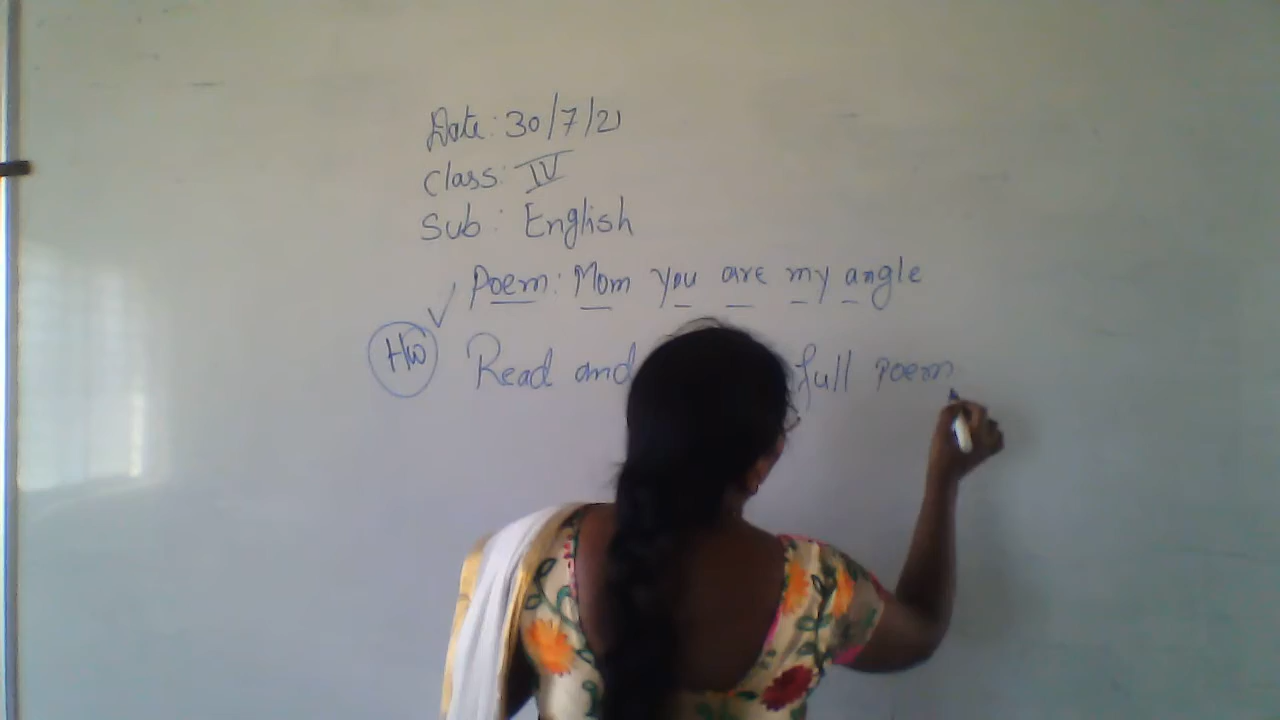 Date: 30/7/21
Class: IV
Sub: English
Poem: Mom you are my angle
HW Read and full poem